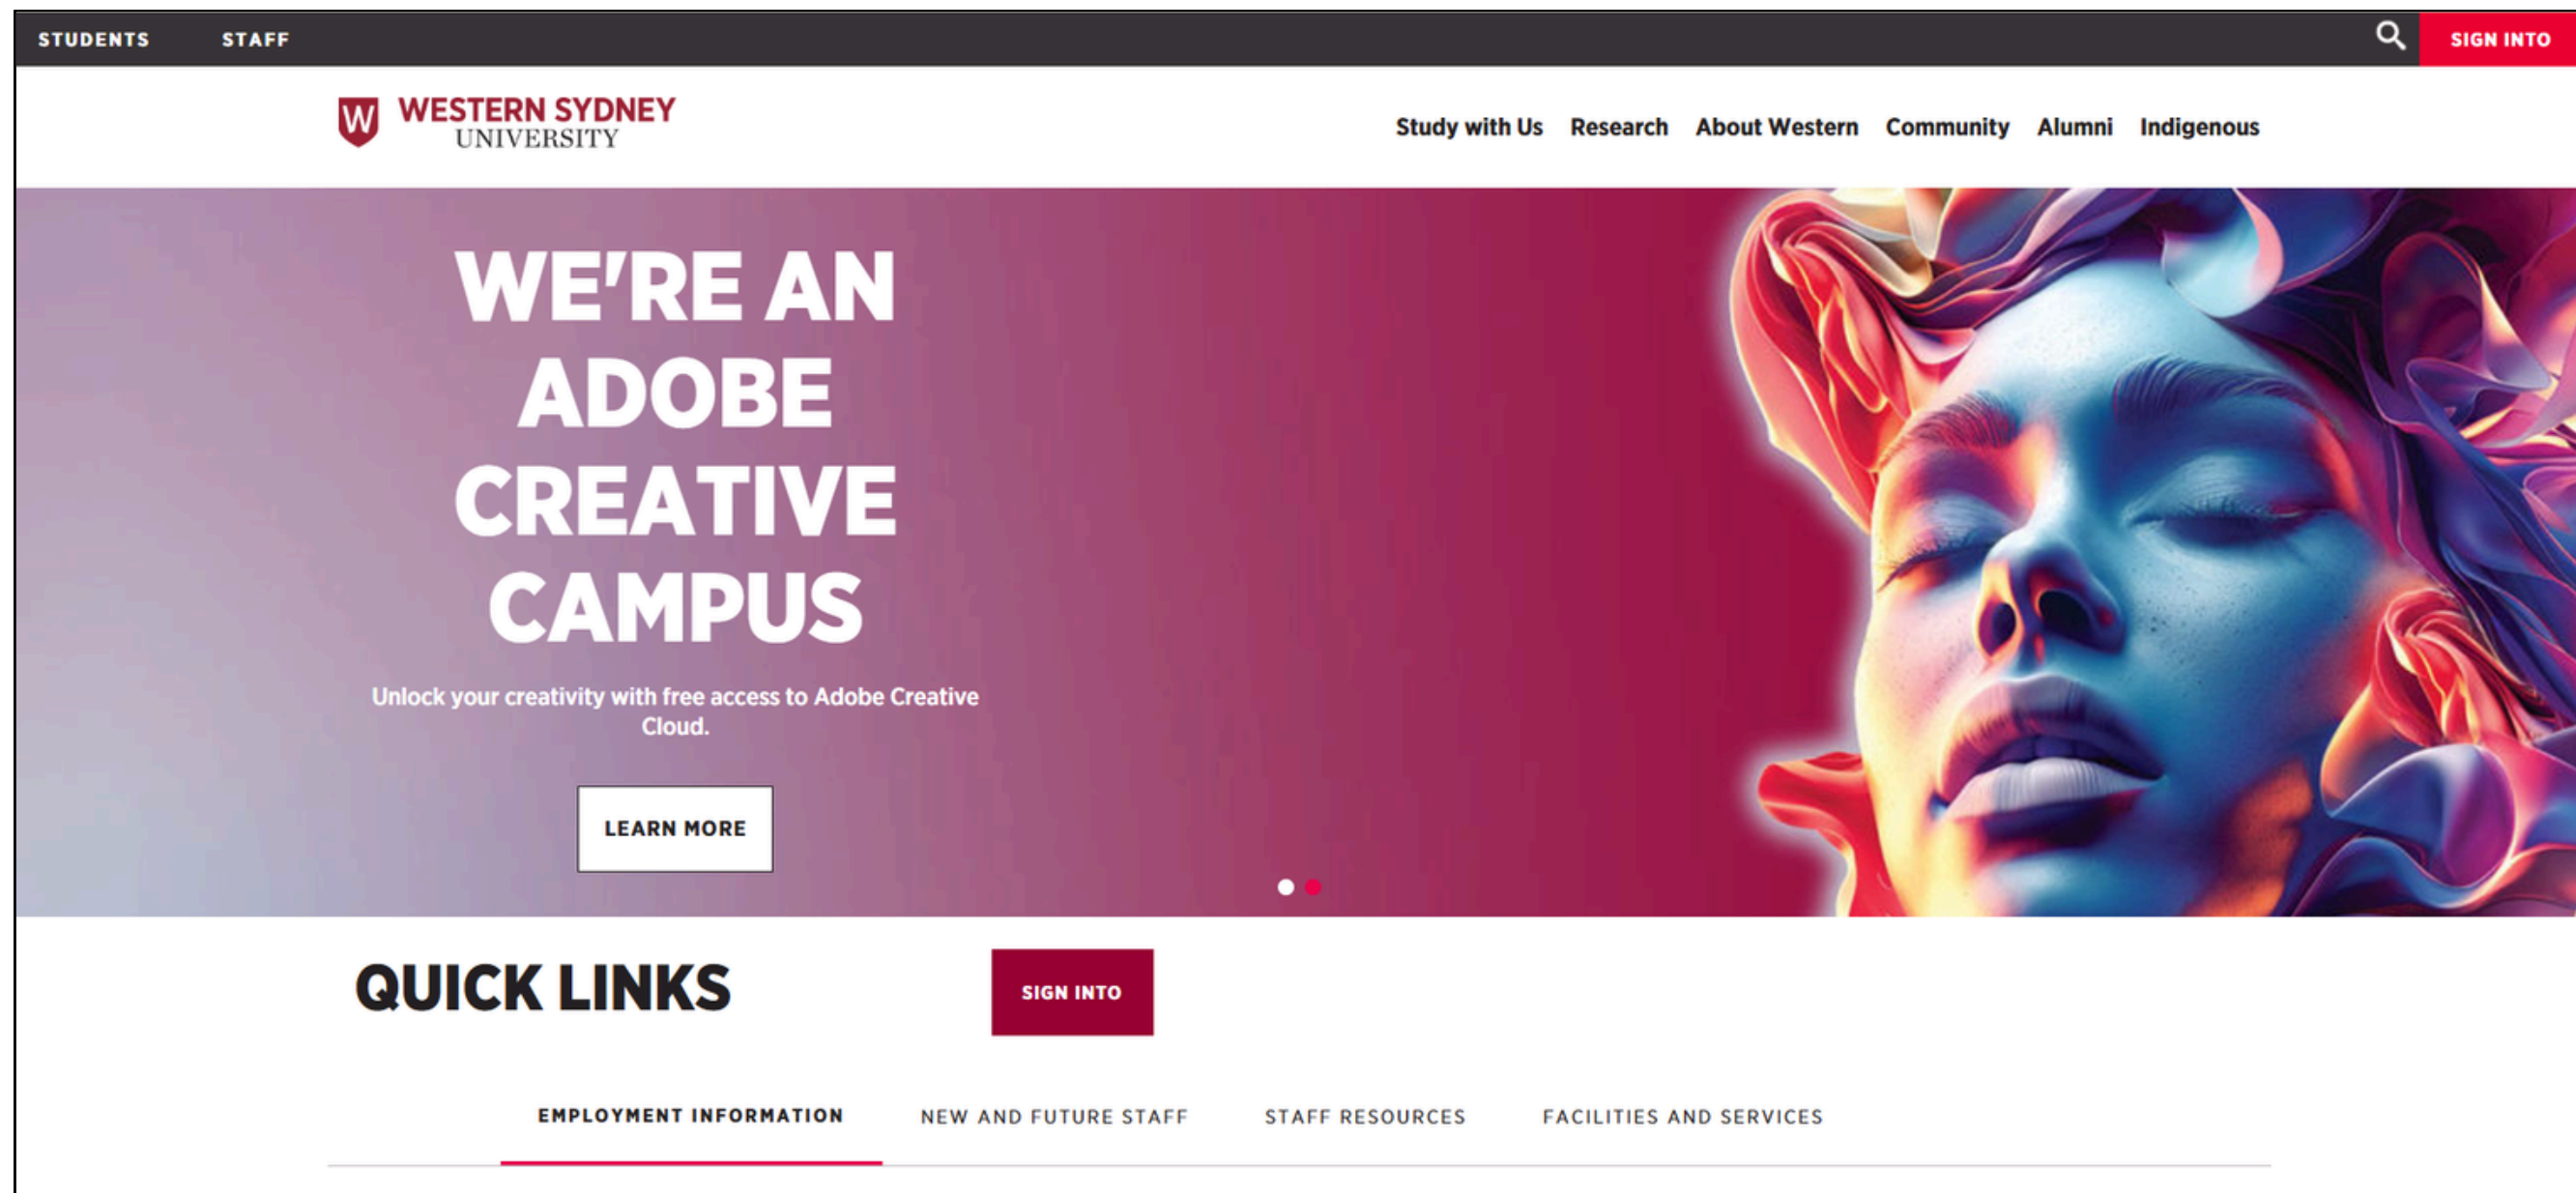 STUDENTS STAFF SIGN INTO
W WESTERN SYDNEY
UNIVERSITY
Study with Us Research About Western Community Alumni Indigenous
WE'RE AN
ADOBE
CREATIVE
CAMPUS
Unlock your creativity with free access to Adobe Creative
Cloud.
LEARN MORE
QUICK LINKS SIGN INTO
EMPLOYMENT INFORMATION NEW AND FUTURE STAFF STAFF RESOURCES FACILITIES AND SERVICES